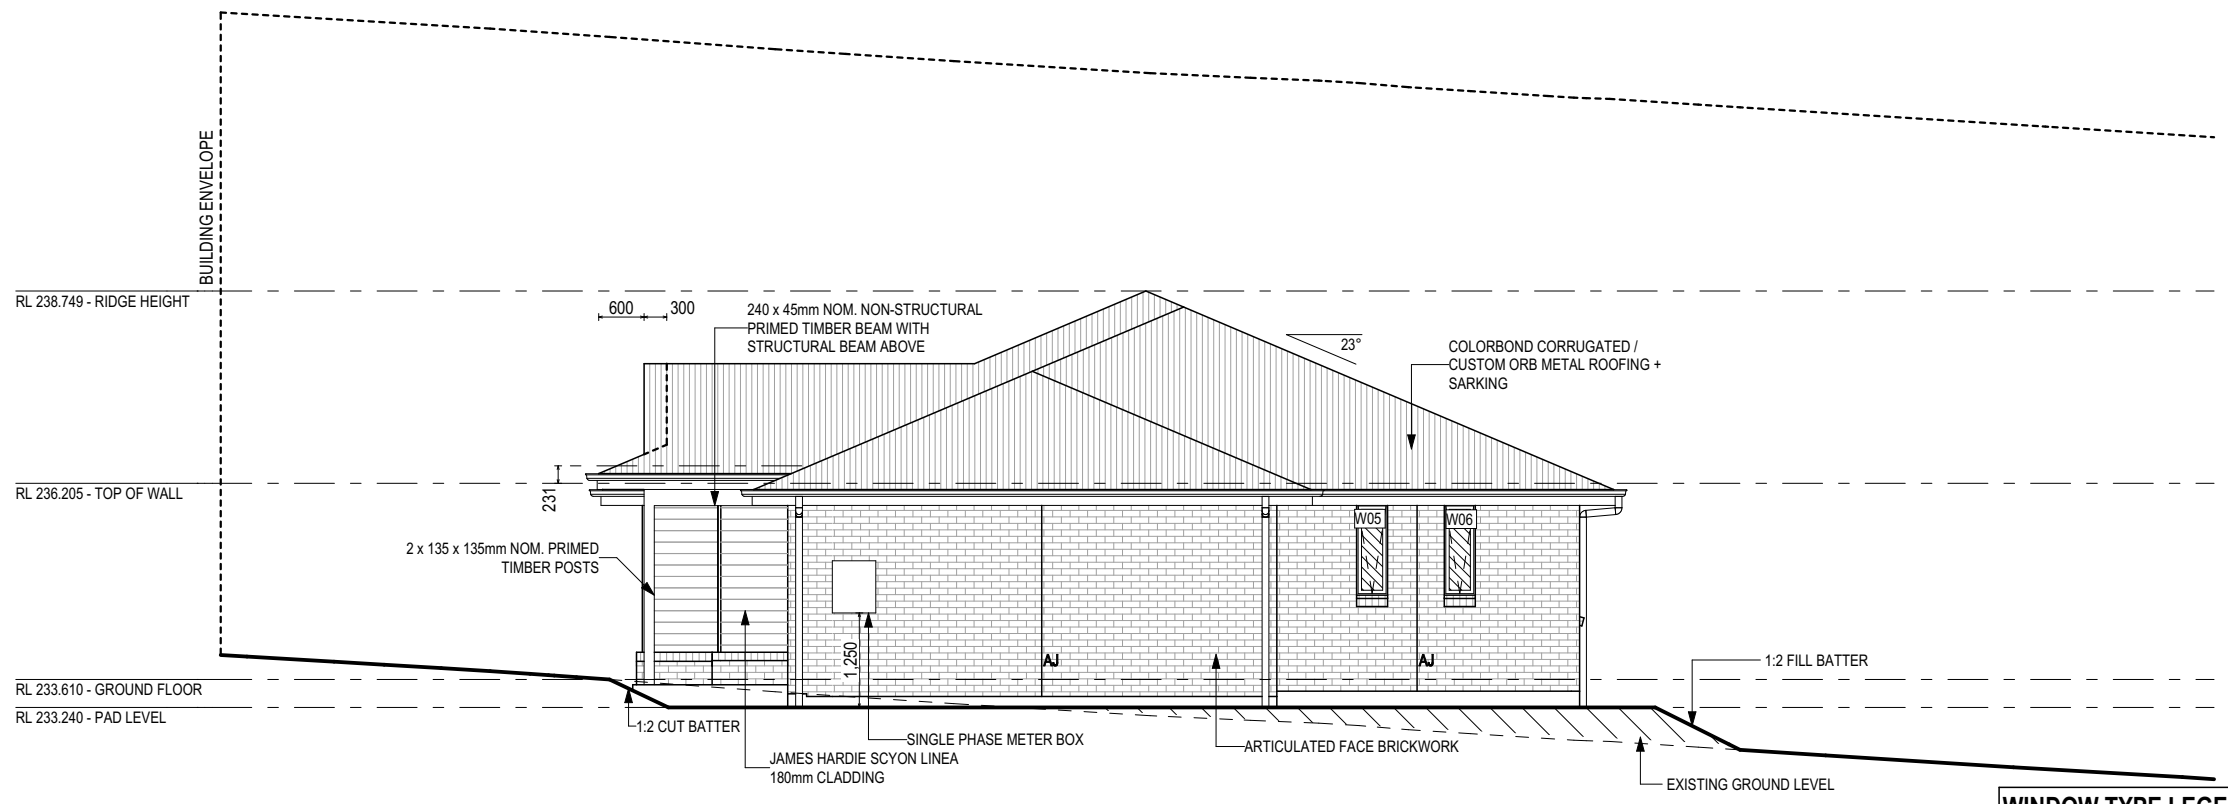 BUILDING ENVELOPE
RL 238.749 - RIDGE HEIGHT
600
300
240 x 45mm NOM. NON-STRUCTURAL
PRIMED TIMBER BEAM WITH
STRUCTURAL BEAM ABOVE
23°
COLORBOND CORRUGATED /
CUSTOM ORB METAL ROOFING +
SARKING
RL 236.205 - TOP OF WALL
231
W05
W06
2 x 135 x 135mm NOM. PRIMED
TIMBER POSTS
1,250
AJ
AJ
1:2 FILL BATTER
RL 233.610 - GROUND FLOOR
RL 233.240 - PAD LEVEL
1:2 CUT BATTER
SINGLE PHASE METER BOX
ARTICULATED FACE BRICKWORK
JAMES HARDIE SCYON LINEA
180mm CLADDING
EXISTING GROUND LEVEL
WINDOW TYPE LEGE